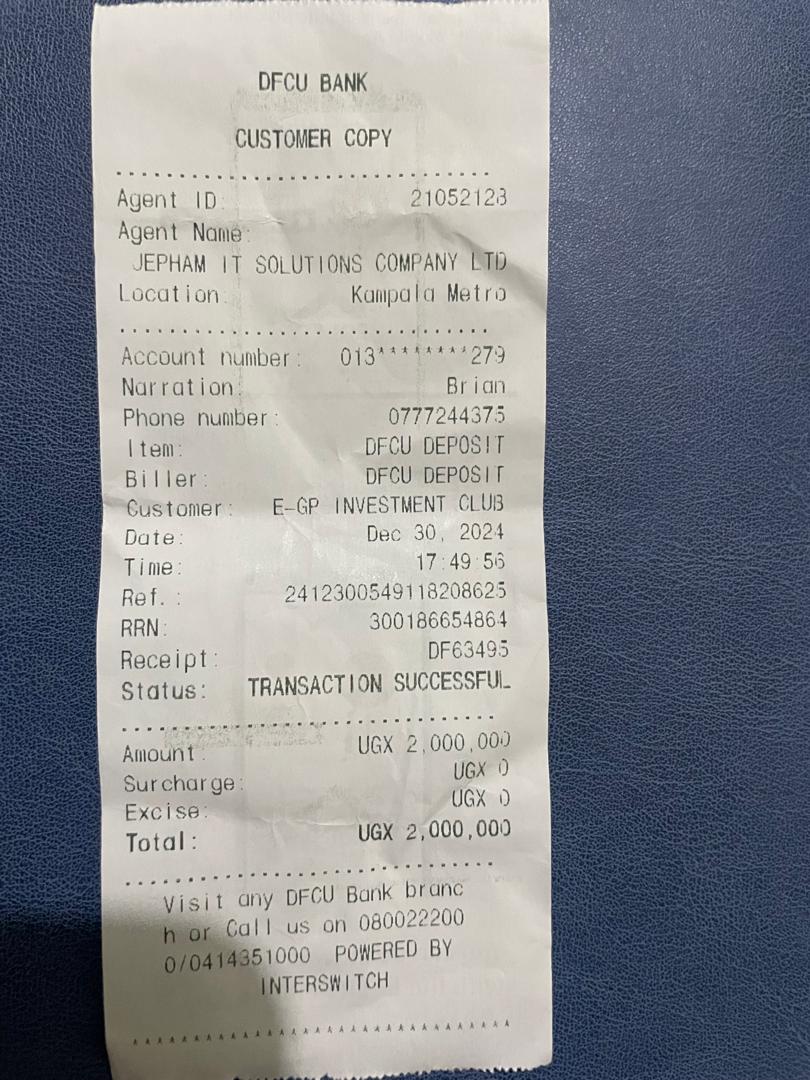 DFCU BANK
CUSTOMER COPY
Agent ID: 21052128
Agent Name:
JEPHAM IT SOLUTIONS COMPANY LTD
Location: Kampala Metro
Account number: 013********279
Narration: Brian
Phone number: 0777244375
Item: DFCU DEPOSIT
Biller: DFCU DEPOSIT
Customer: E-GP INVESTMENT CLUB
Date: Dec 30, 2024
Time: 17:49:56
Ref. : 2412300549118208625
RRN: 300186654864
Receipt: DF63495
Status: TRANSACTION SUCCESSFUL
Amount: UGX 2,000,000
Surcharge: UGX 0
Excise: UGX 0
Total: UGX 2,000,000
Visit any DFCU Bank branc
h or Call us on 080022200
0/0414351000 POWERED BY
INTERSWITCH